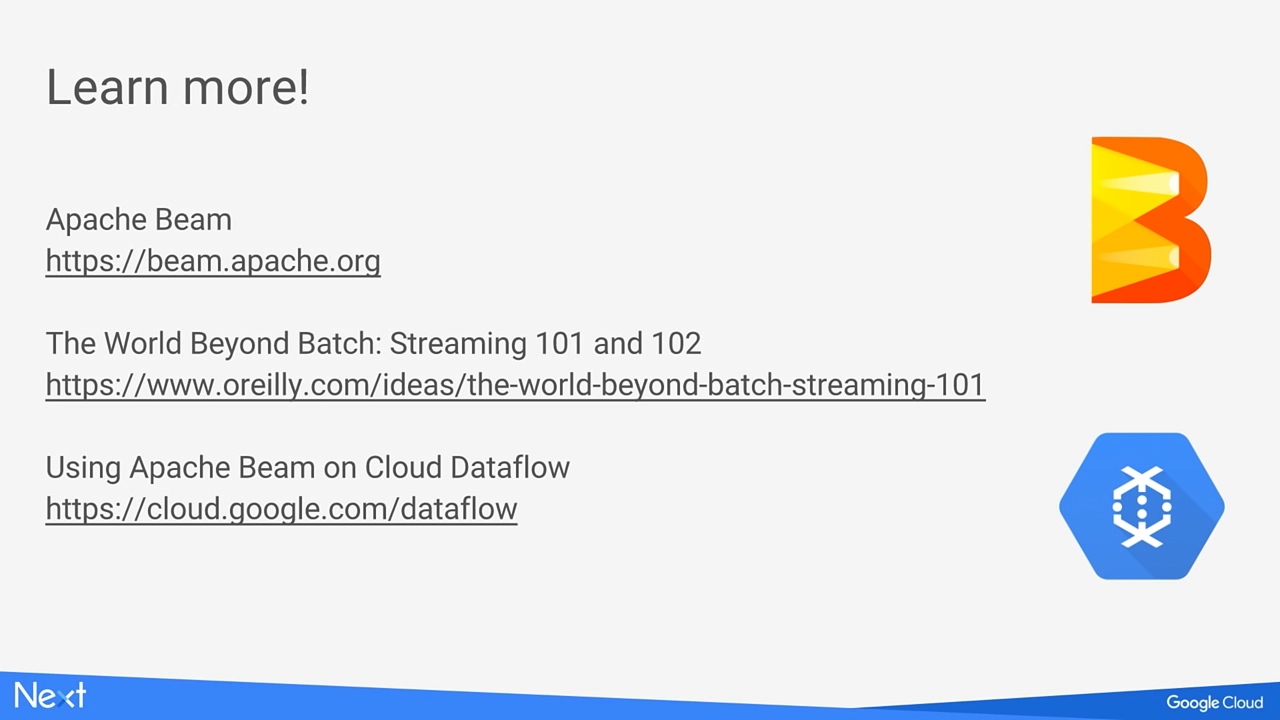 Learn more!
Apache Beam
https://beam.apache.org
The World Beyond Batch: Streaming 101 and 102
https://www.oreilly.com/ideas/the-world-beyond-batch-streaming-101
Using Apache Beam on Cloud Dataflow
https://cloud.google.com/dataflow
Next
Google Cloud